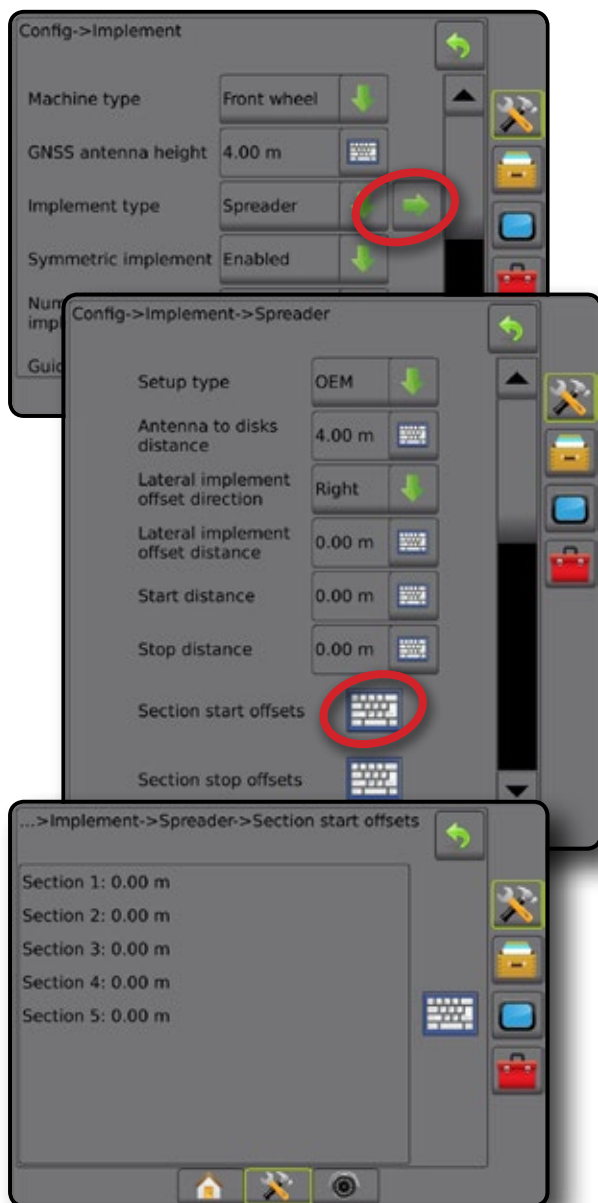 Config->Implement
Machine type Front wheel
GNSS antenna height 4.00 m
Implement type Spreader
Symmetric implement Enabled
Config->Implement->Spreader
Setup type OEM
Antenna to disks
distance 4.00 m
Lateral implement
offset direction Right
Lateral implement
offset distance 0.00 m
Start distance 0.00 m
Stop distance 0.00 m
Section start offsets
Section stop offsets
...>Implement->Spreader->Section start offsets
Section 1: 0.00 m
Section 2: 0.00 m
Section 3: 0.00 m
Section 4: 0.00 m
Section 5: 0.00 m